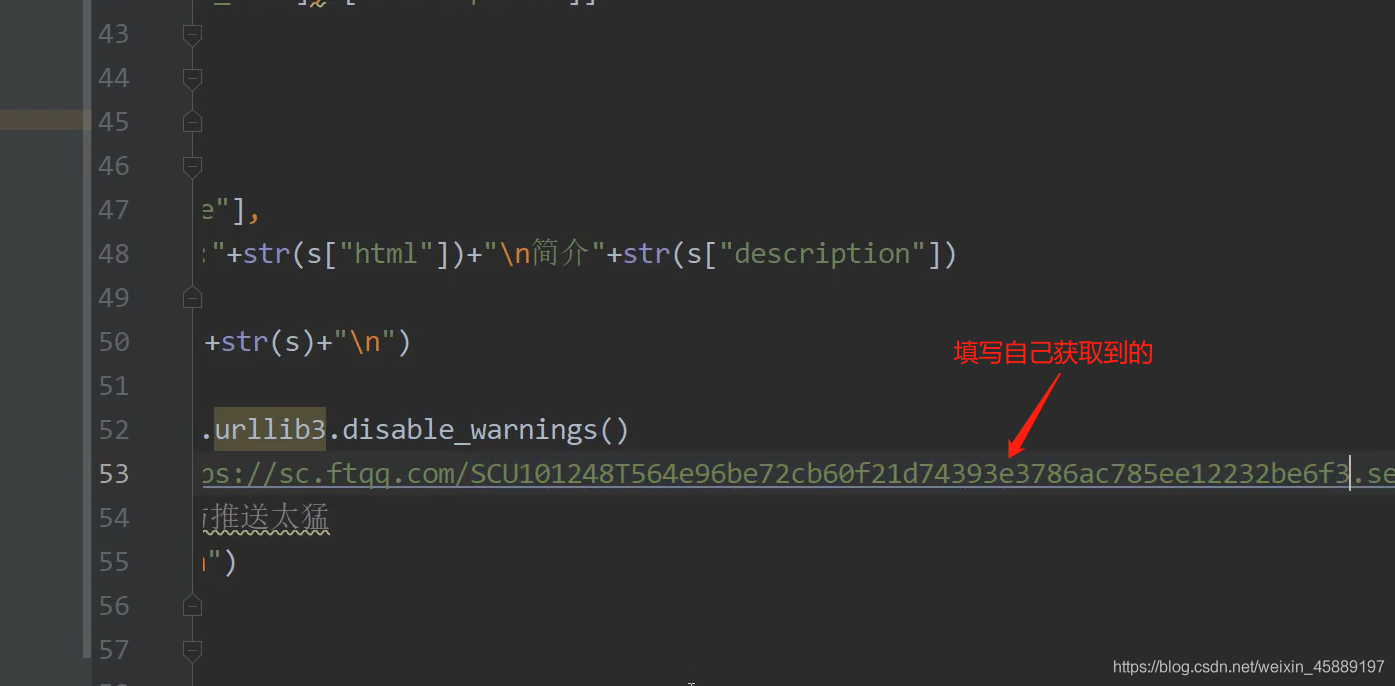 43
44
45
46
47 e"],
48 :"+str(s["html"])+"\n简介"+str(s["description"])
49
50 +str(s)+"\n")
51
填写自己获取到的
52 .urllib3.disable_warnings()
53 ps://sc.ftqq.com/SCU101248T564e96be72cb60f21d74393e3786ac785ee12232be6f3.se
54 推送太猛
55 ")
56
57
https://blog.csdn.net/weixin_45889197